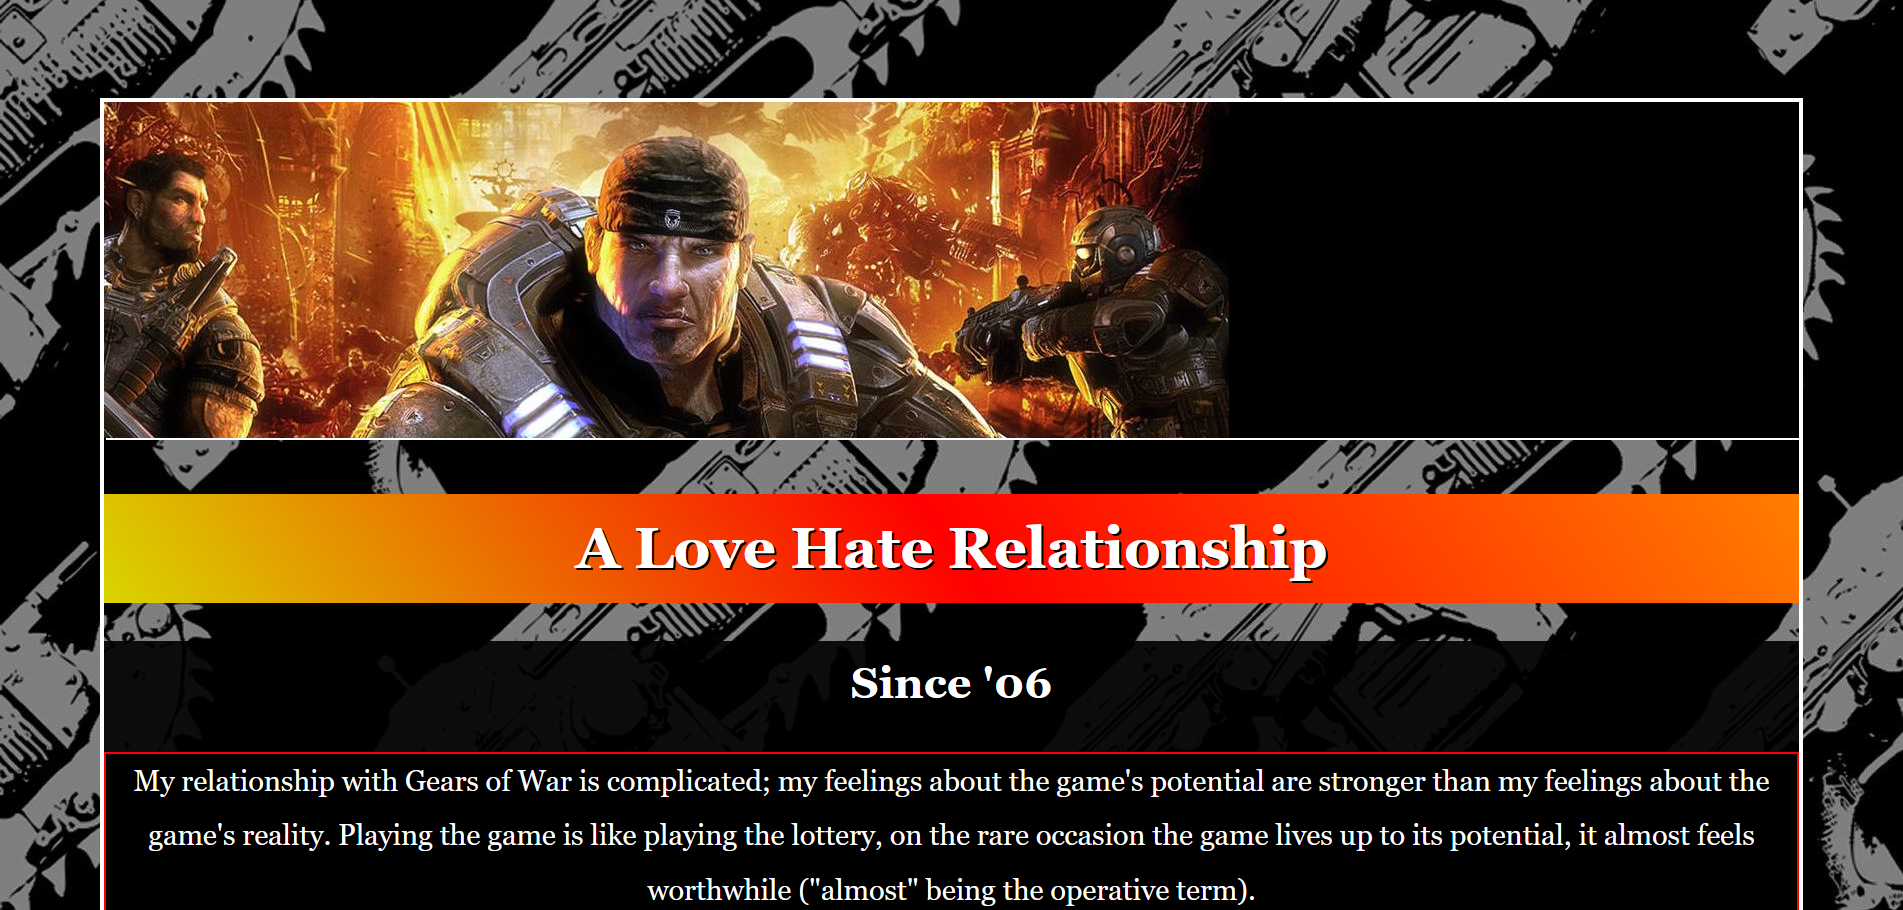 A Love Hate Relationship
Since '06
My relationship with Gears of War is complicated; my feelings about the game's potential are stronger than my feelings about the
game's reality. Playing the game is like playing the lottery, on the rare occasion the game lives up to its potential, it almost feels
worthwhile ("almost" being the operative term).